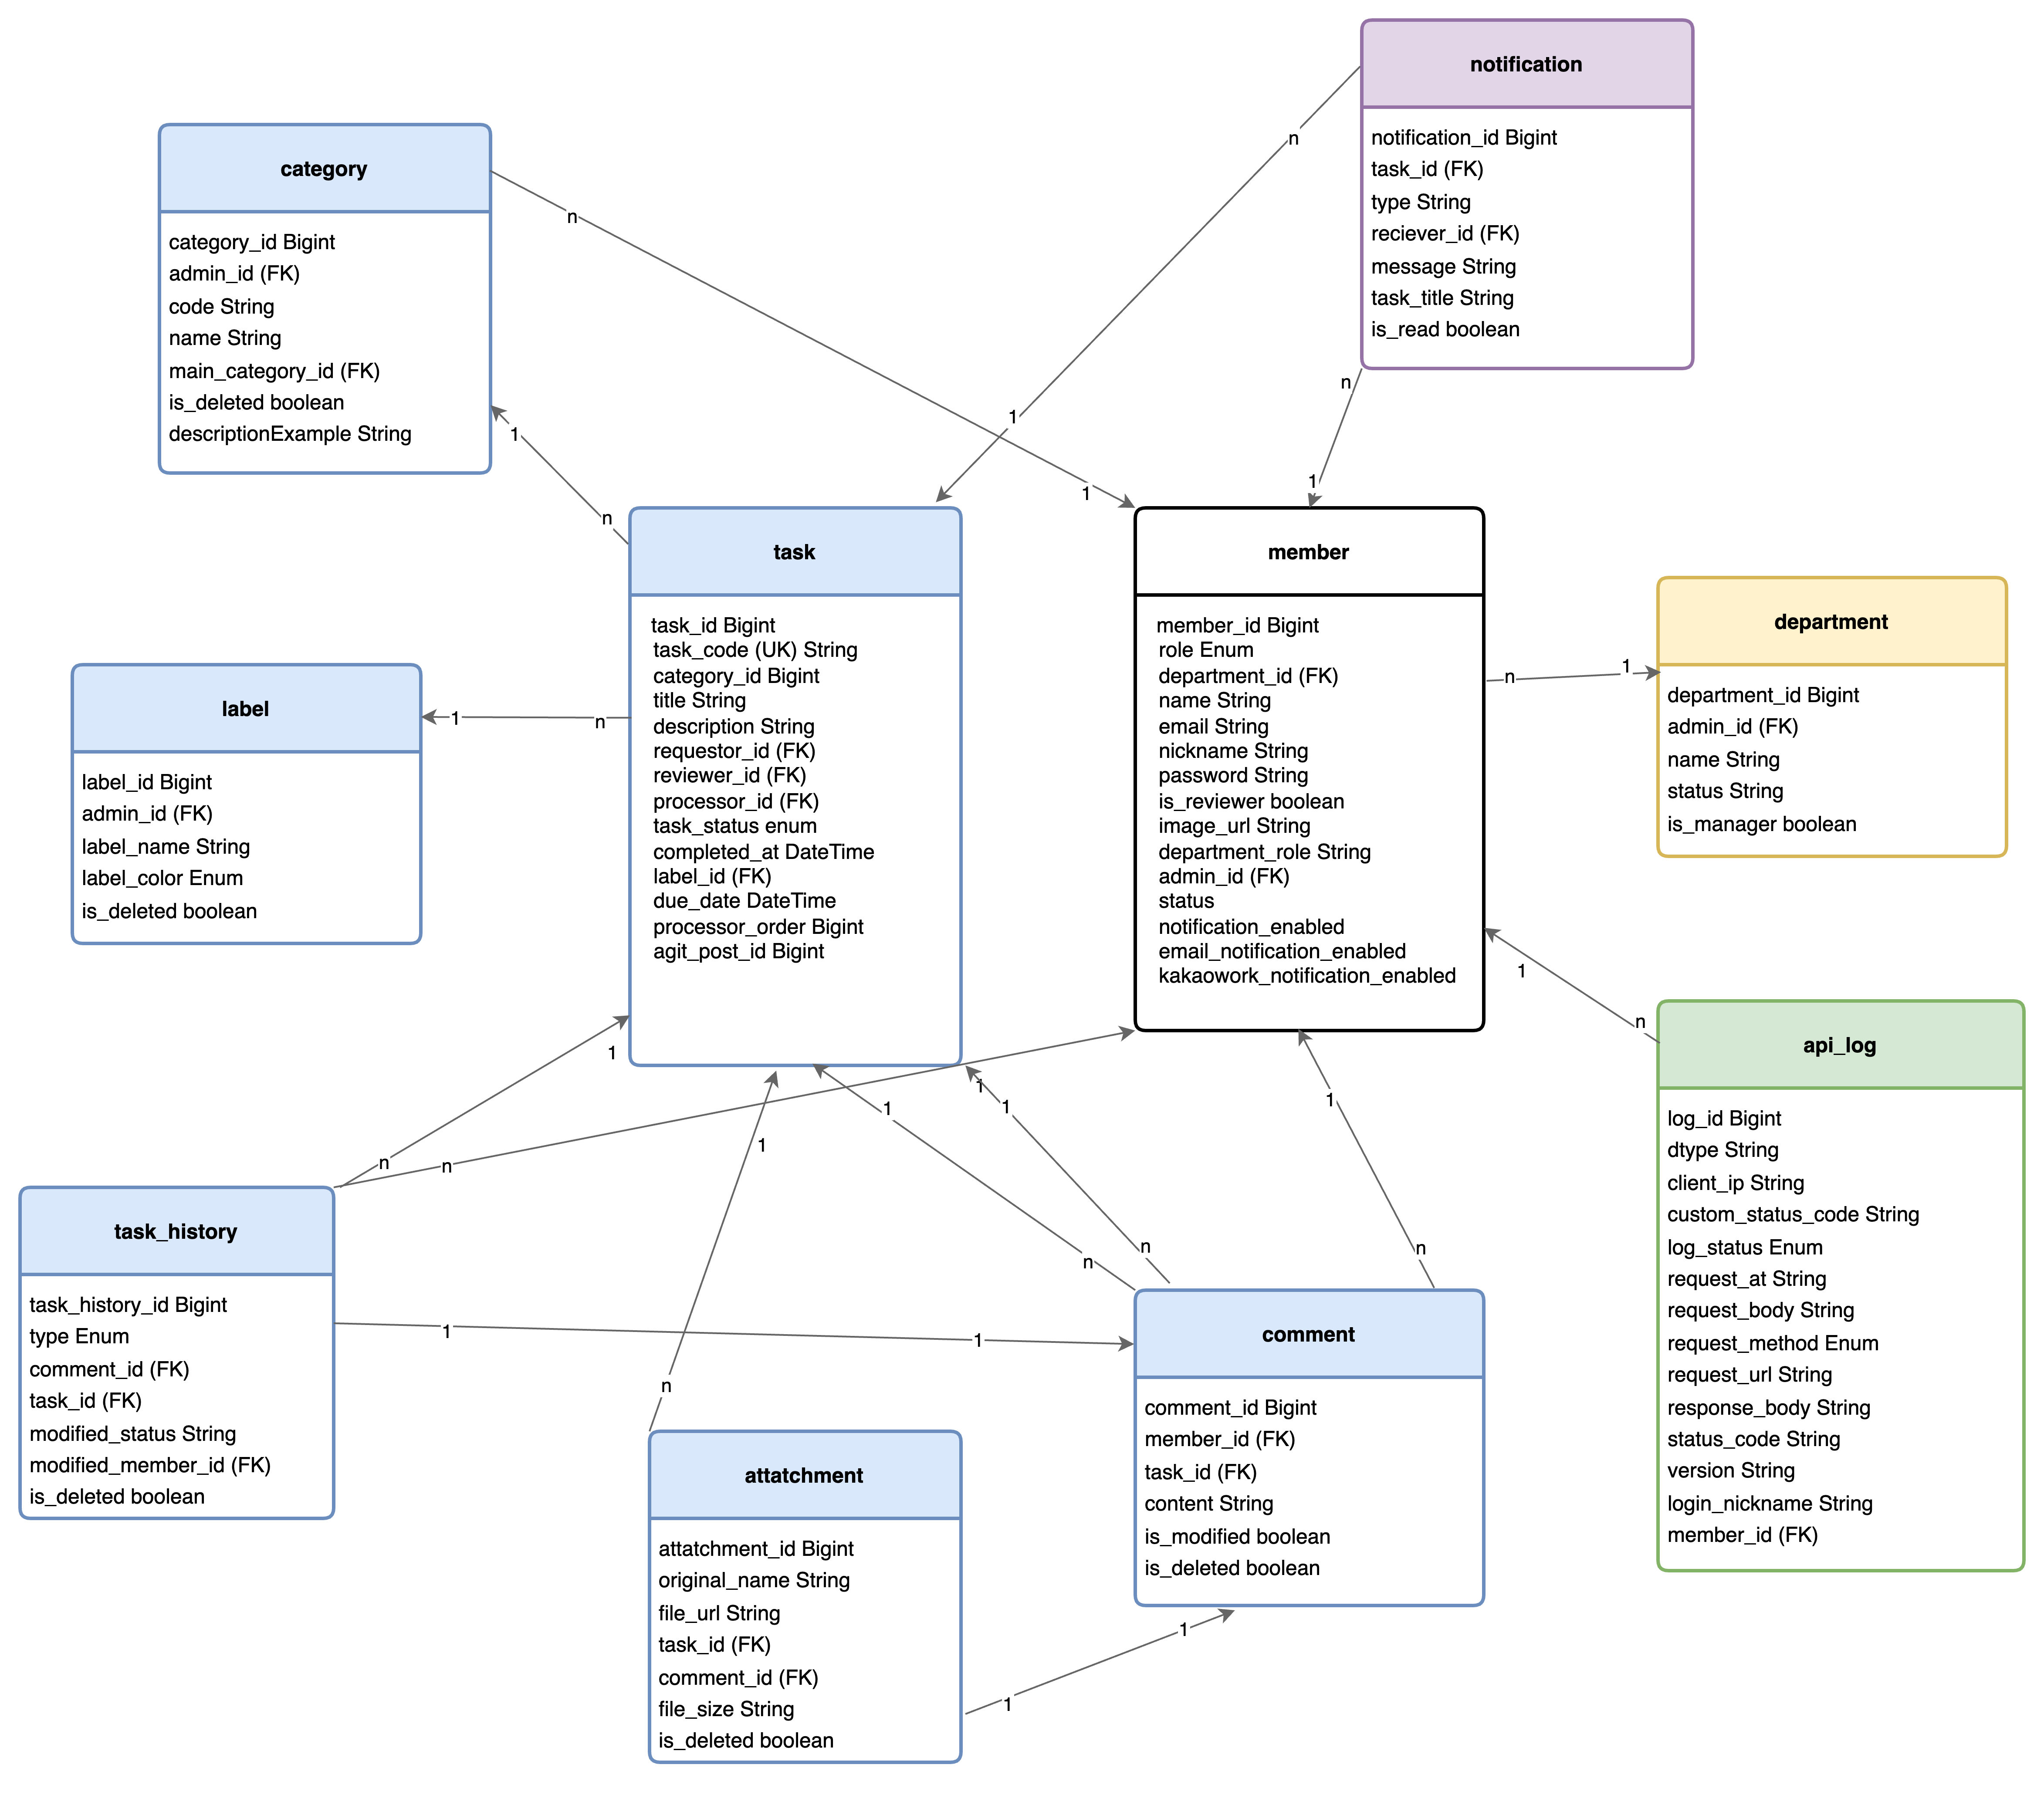 notification
notification_id Bigint
task_id (FK)
type String
reciever_id (FK)
message String
task_title String
is_read boolean
category
category_id Bigint
admin_id (FK)
code String
name String
main_category_id (FK)
is_deleted boolean
descriptionExample String
n
n
1
1
n
1
1
n
task
task_id Bigint
task_code (UK) String
category_id Bigint
title String
description String
requestor_id (FK)
reviewer_id (FK)
processor_id (FK)
task_status enum
completed_at DateTime
label_id (FK)
due_date DateTime
processor_order Bigint
agit_post_id Bigint
member
member_id Bigint
role Enum
department_id (FK)
name String
email String
nickname String
password String
is_reviewer boolean
image_url String
department_role String
admin_id (FK)
status
notification_enabled
email_notification_enabled
kakaowork_notification_enabled
n
1
department
department_id Bigint
admin_id (FK)
name String
status String
is_manager boolean
label
label_id Bigint
admin_id (FK)
label_name String
label_color Enum
is_deleted boolean
1
n
1
n
api_log
log_id Bigint
dtype String
client_ip String
custom_status_code String
log_status Enum
request_at String
request_body String
request_method Enum
request_url String
response_body String
status_code String
version String
login_nickname String
member_id (FK)
1
1
1
1
1
1
n
n
n
n
n
task_history
task_history_id Bigint
type Enum
comment_id (FK)
task_id (FK)
modified_status String
modified_member_id (FK)
is_deleted boolean
1
1
n
comment
comment_id Bigint
member_id (FK)
task_id (FK)
content String
is_modified boolean
is_deleted boolean
attatchment
attatchment_id Bigint
original_name String
file_url String
task_id (FK)
comment_id (FK)
file_size String
is_deleted boolean
1
1